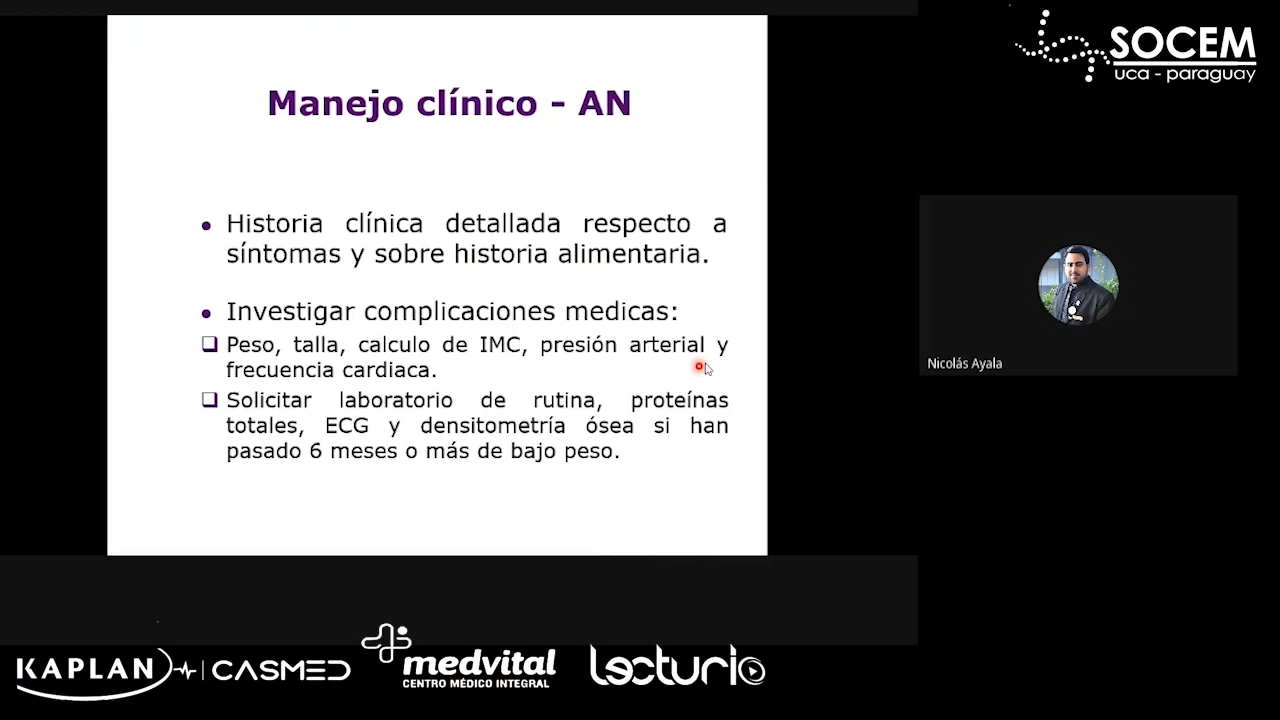 Manejo clínico - AN
Historia clínica detallada respecto a
síntomas y sobre historia alimentaria.
Investigar complicaciones medicas:
Peso, talla, calculo de IMC, presión arterial y
frecuencia cardiaca.
Solicitar laboratorio de rutina, proteínas
totales, ECG y densitometría ósea si han
pasado 6 meses o más de bajo peso.
SOCEM
uca - paraguay
Nicolás Ayala
KAPLAN
CASMED
medvital
CENTRO MÉDICO INTEGRAL
Lecturio